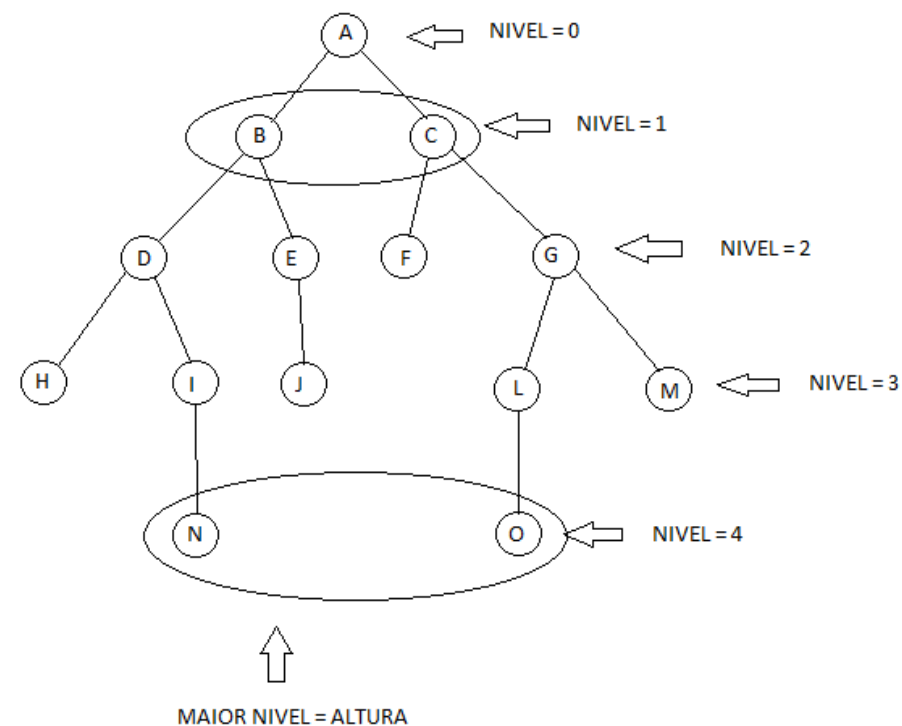 A
NIVEL = 0
B
C
NIVEL = 1
D
E
F
G
NIVEL = 2
H
I
J
L
M
NIVEL = 3
N
O
NIVEL = 4
MAIOR NIVEL = ALTURA